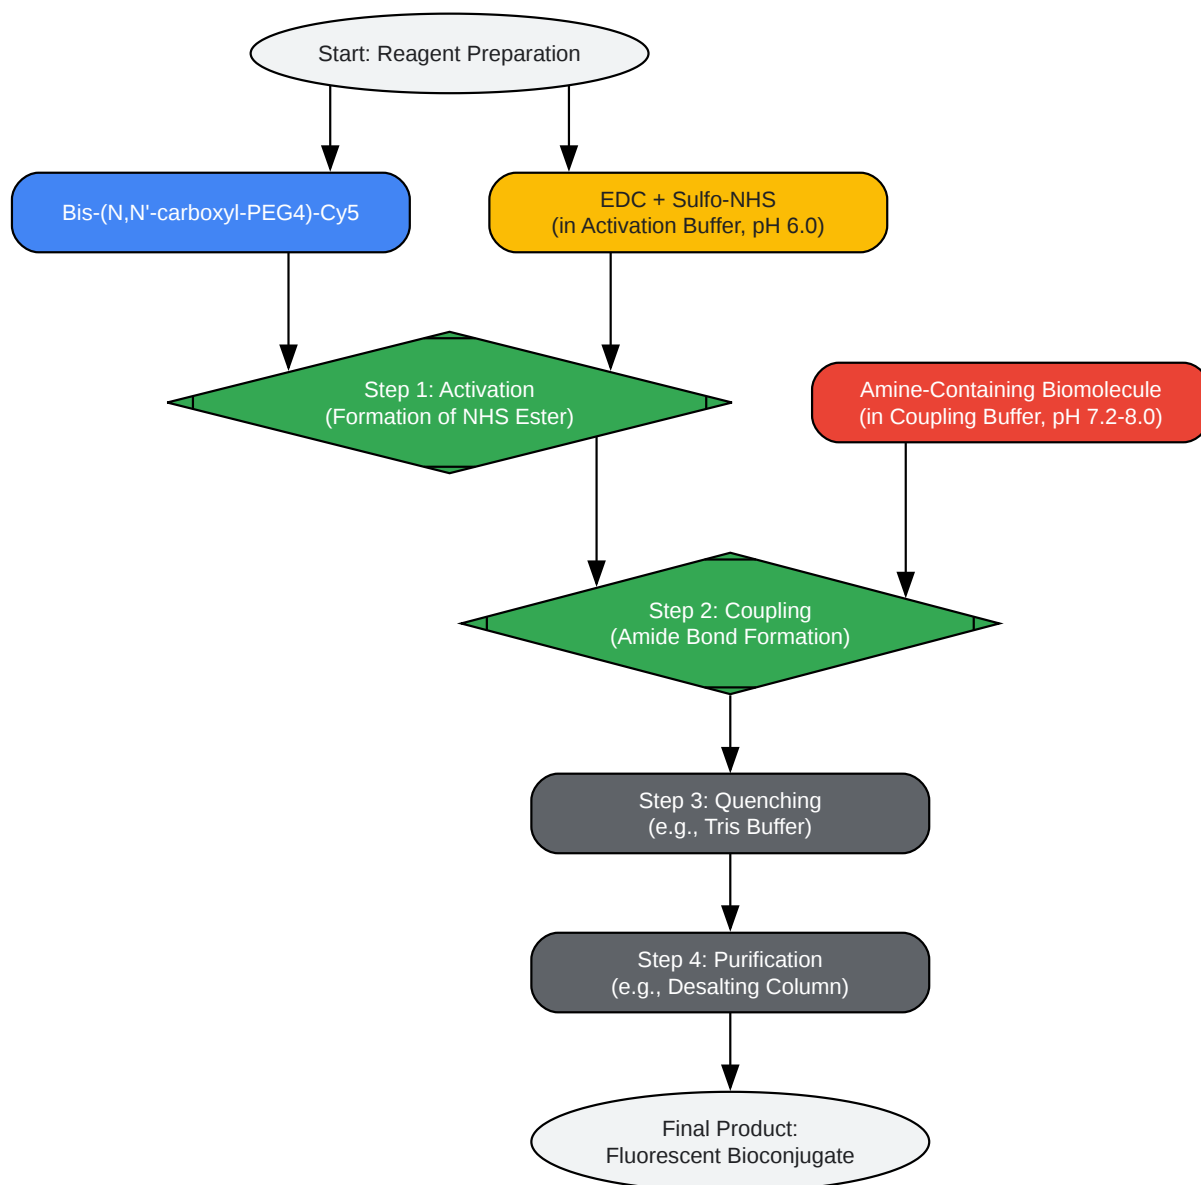 Start: Reagent Preparation
Bis-(N,N'-carboxyl-PEG4)-Cy5
EDC + Sulfo-NHS
(in Activation Buffer, pH 6.0)
Step 1: Activation
(Formation of NHS Ester)
Amine-Containing Biomolecule
(in Coupling Buffer, pH 7.2-8.0)
Step 2: Coupling
(Amide Bond Formation)
Step 3: Quenching
(e.g., Tris Buffer)
Step 4: Purification
(e.g., Desalting Column)
Final Product:
Fluorescent Bioconjugate